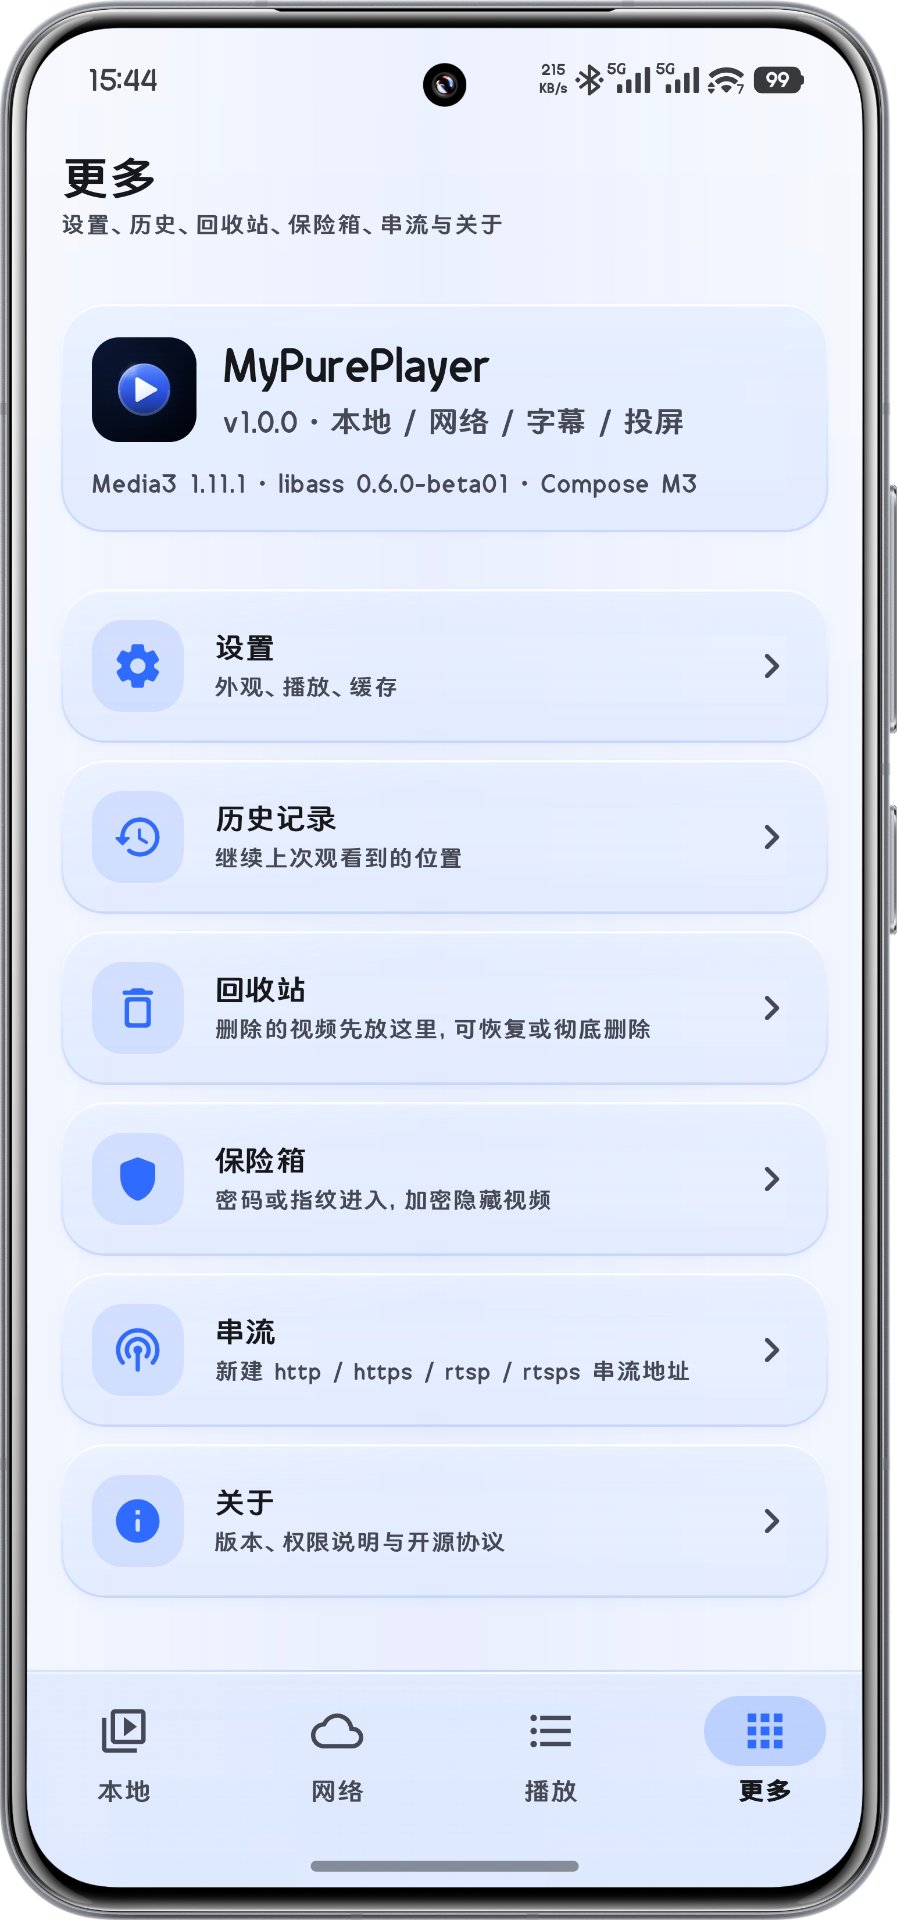 15:44
215 KB/s 5G 5G 7 99
更多
设置、历史、回收站、保险箱、串流与关于
MyPurePlayer
v1.0.0 · 本地 / 网络 / 字幕 / 投屏
Media3 1.11.1 · libass 0.6.0-beta01 · Compose M3
设置
外观、播放、缓存
历史记录
继续上次观看到的位置
回收站
删除的视频先放这里, 可恢复或彻底删除
保险箱
密码或指纹进入, 加密隐藏视频
串流
新建 http / https / rtsp / rtsps 串流地址
关于
版本、权限说明与开源协议
本地 网络 播放 更多